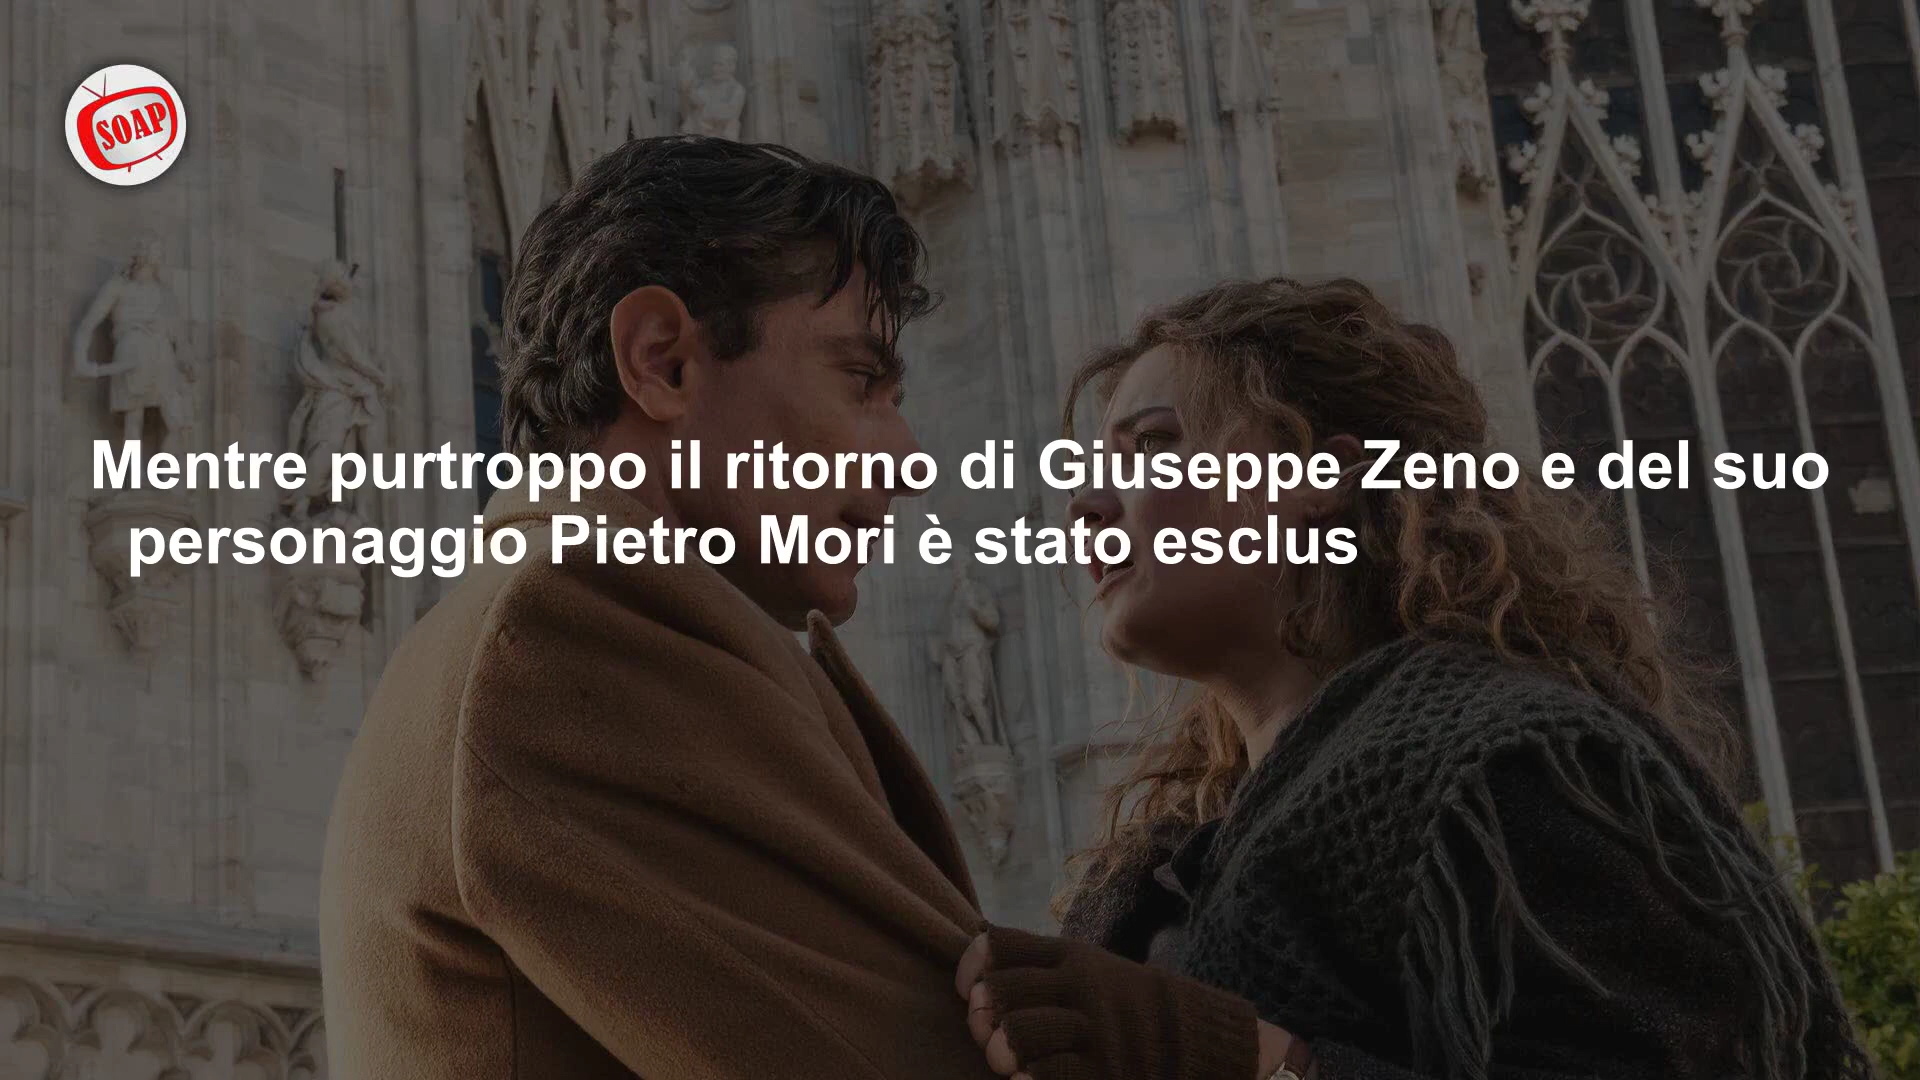 SOAP
Mentre purtroppo il ritorno di Giuseppe Zeno e del suo
personaggio Pietro Mori è stato esclus